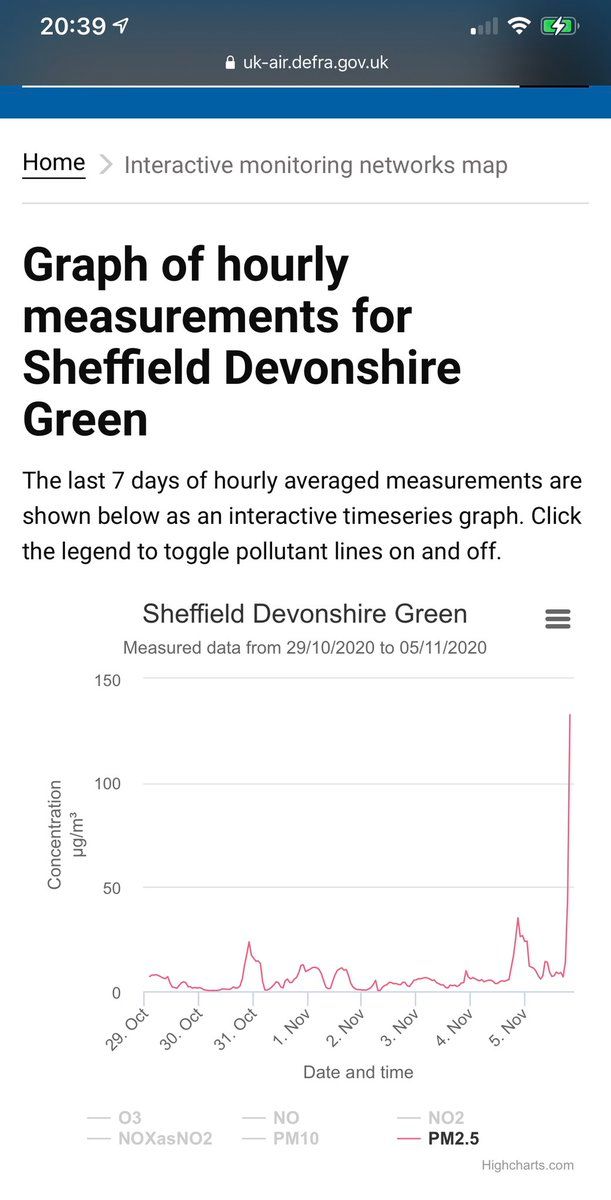 20:39
uk-air.defra.gov.uk
Home > Interactive monitoring networks map
Graph of hourly
measurements for
Sheffield Devonshire
Green
The last 7 days of hourly averaged measurements are
shown below as an interactive timeseries graph. Click
the legend to toggle pollutant lines on and off.
Sheffield Devonshire Green
Measured data from 29/10/2020 to 05/11/2020
150
100
50
0
Concentration
µg/m³
29. Oct
30. Oct
31. Oct
1. Nov
2. Nov
3. Nov
4. Nov
5. Nov
Date and time
O3 NO NO2
NOXasNO2 PM10 PM2.5
Highcharts.com